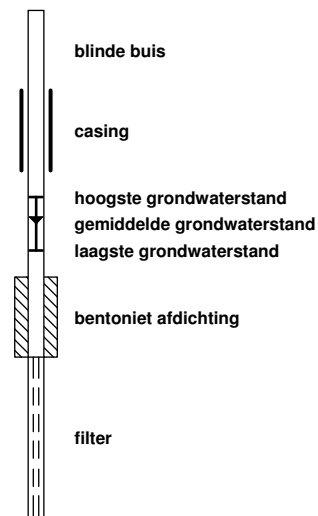 blinde buis
casing
hoogste grondwaterstand
gemiddelde grondwaterstand
laagste grondwaterstand
bentoniet afdichting
filter